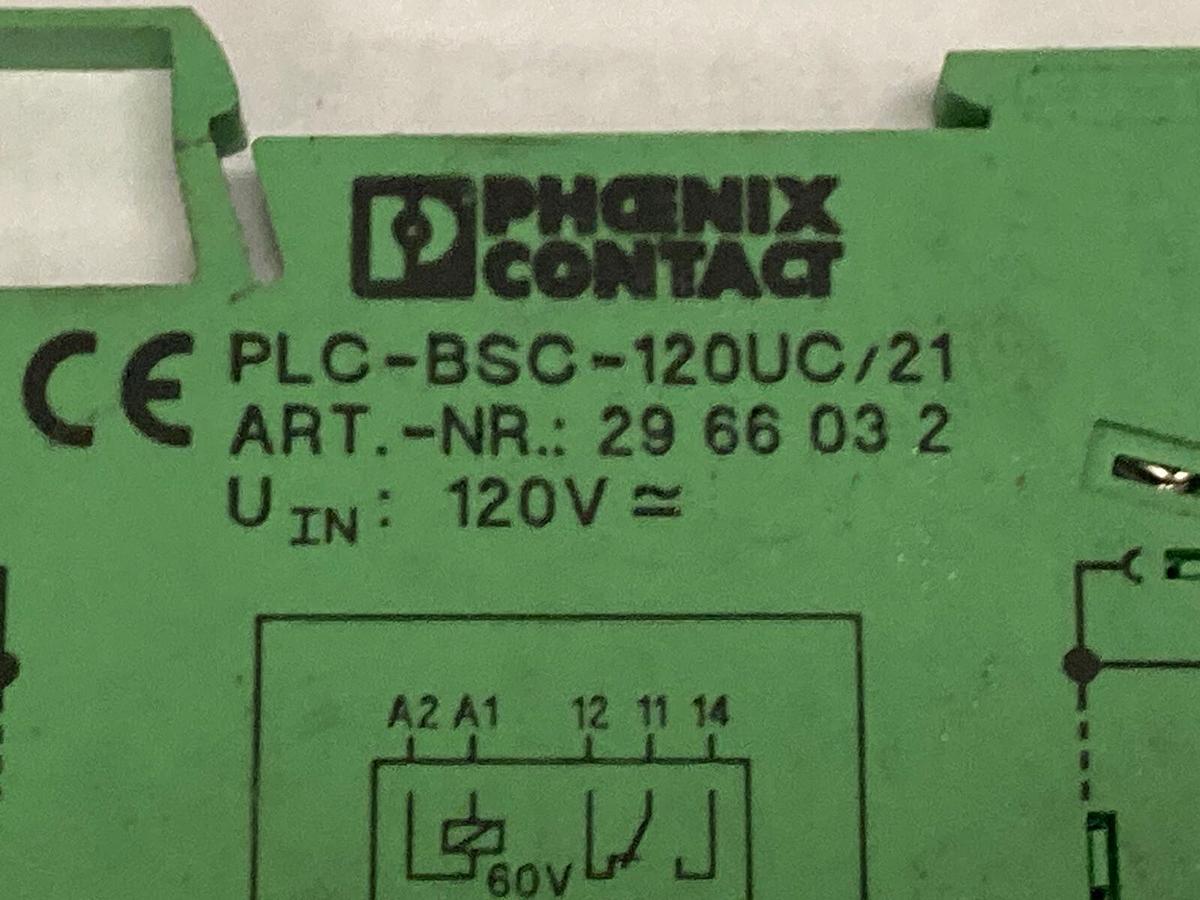 PHŒNIX
CONTACT
CE PLC-BSC-120UC/21
ART.-NR.: 29 66 03 2
U IN : 120V ≃
A2 A1 12 11 14
60V